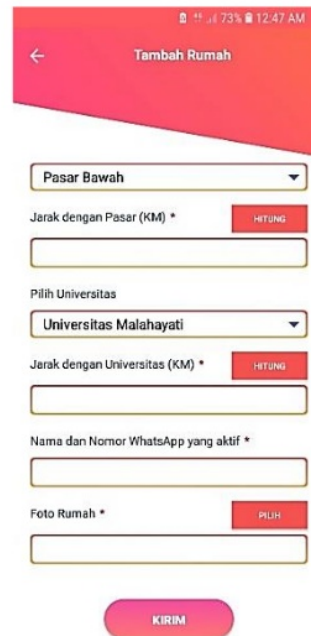 73% 12:47 AM
Tambah Rumah
Pasar Bawah
Jarak dengan Pasar (KM) * HITUNG
Pilih Universitas
Universitas Malahayati
Jarak dengan Universitas (KM) * HITUNG
Nama dan Nomor WhatsApp yang aktif *
Foto Rumah * PILIH
KIRIM